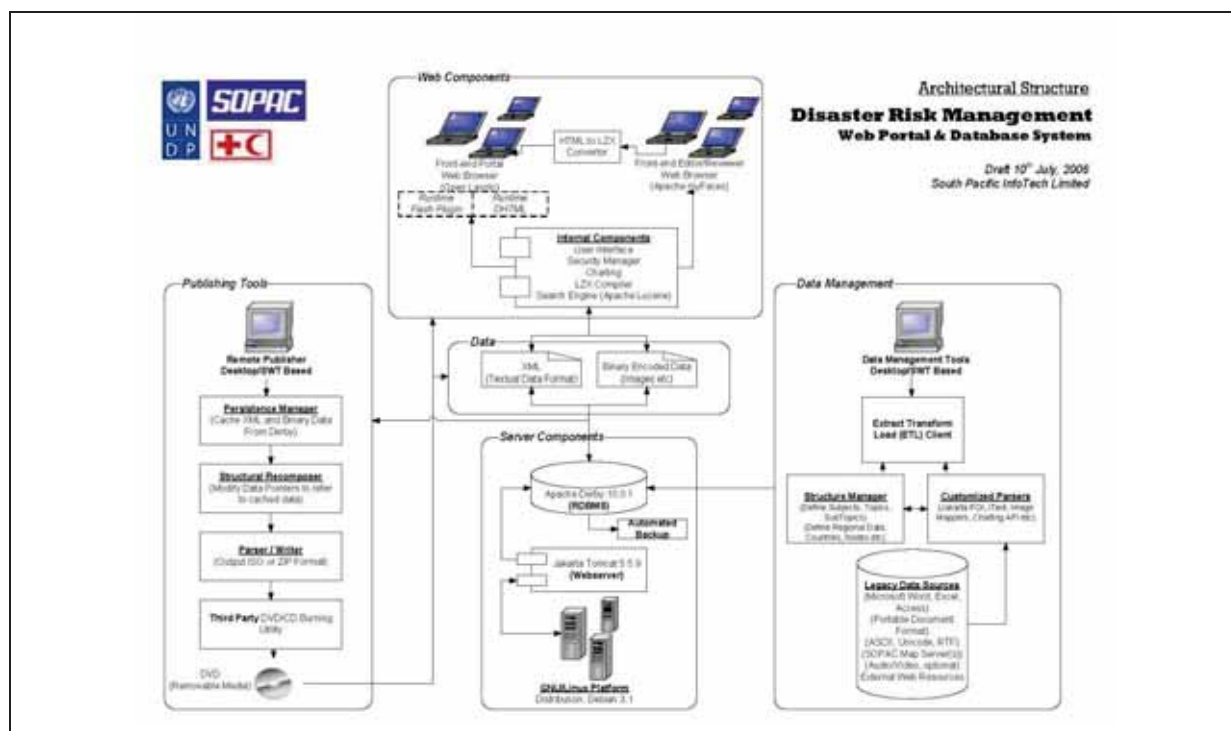 UN
DP
SOPAC
Architectural Structure
Disaster Risk Management
Web Portal & Database System
Draft 10th July, 2006
South Pacific InfoTech Limited
Web Components
HTML to LZX
Convertor
Front-end Portal
Web Browser
(Open Laszlo)
Front-end Editor/Reviewer
Web Browser
(Apache myFaces)
Runtime
Flash Plugin
Runtime
DHTML
Internal Components
User Interface
Security Manager
Charting
LZX Compiler
Search Engine (Apache Lucene)
Publishing Tools
Remote Publisher
Desktop/SWT Based
Persistence Manager
(Cache XML and Binary Data
From Derby)
Structural Recomposer
(Modify Data Pointers to refer
to cached data)
Parser / Writer
(Output ISO or ZIP Format)
Third Party DVD/CD Burning
Utility
DVD
(Removable Media)
Data
XML
(Textual Data Format)
Binary Encoded Data
(Images etc)
Server Components
Apache Derby 10.0.1
(RDBMS)
Automated
Backup
Jakarta Tomcat 5.5.9
(Webserver)
GNU/Linux Platform
Distribution: Debian 3.1
Data Management
Data Management Tools
Desktop/SWT Based
Extract Transform
Load (ETL) Client
Structure Manager
(Define Subjects, Topics,
SubTopics)
(Define Regional Data,
Countries, Nodes etc)
Customized Parsers
(Jakarta POI, iText, Image
Mappers, Charting API etc)
Legacy Data Sources
(Microsoft Word, Excel,
Access)
(Portable Document
Format)
(ASCII, Unicode, RTF)
(SOPAC Map Server(s))
(Audio/Video, optional)
External Web Resources